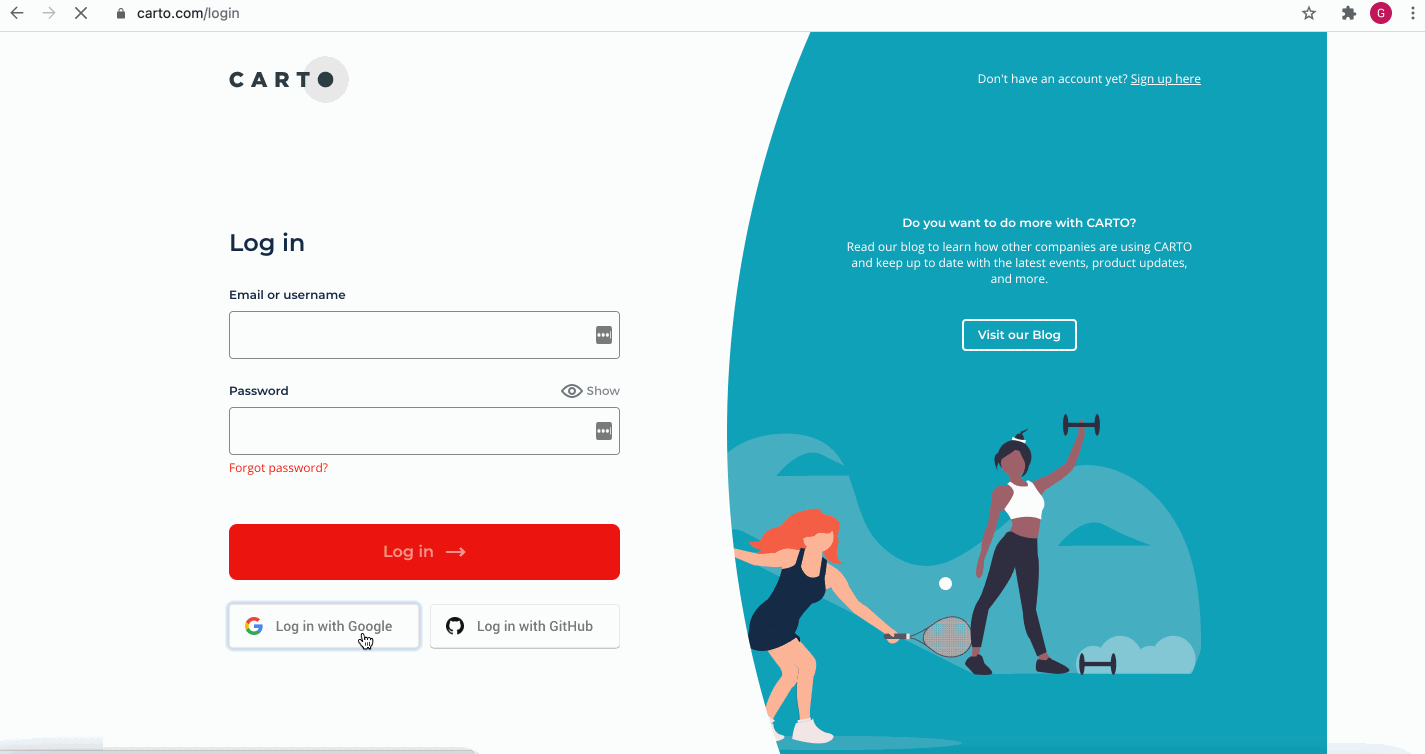 carto.com/login
G
CARTO
Don't have an account yet? Sign up here
Log in
Email or username
Password
Show
Forgot password?
Log in
Log in with Google
Log in with GitHub
Do you want to do more with CARTO?
Read our blog to learn how other companies are using CARTO
and keep up to date with the latest events, product updates,
and more.
Visit our Blog